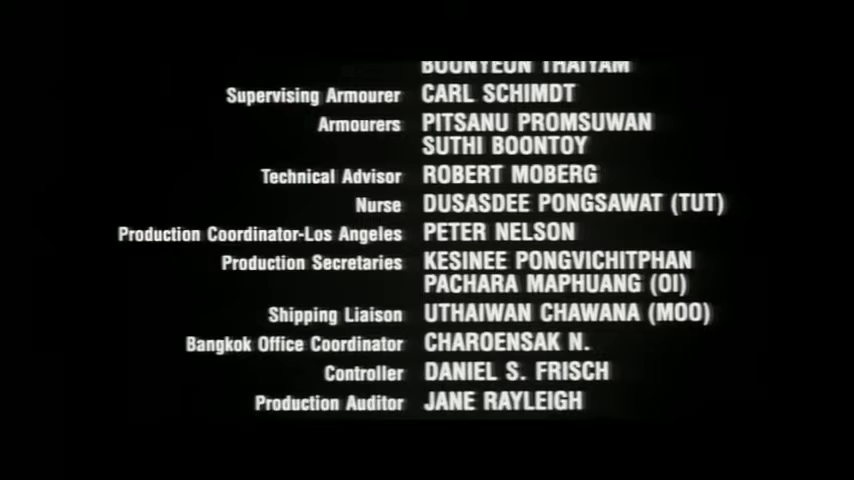 BOONYEUN THAIYAM
Supervising Armourer CARL SCHIMDT
Armourers PITSANU PROMSUWAN
SUTHI BOONTOY
Technical Advisor ROBERT MOBERG
Nurse DUSASDEE PONGSAWAT (TUT)
Production Coordinator-Los Angeles PETER NELSON
Production Secretaries KESINEE PONGVICHITPHAN
PACHARA MAPHUANG (OI)
Shipping Liaison UTHAIWAN CHAWANA (MOO)
Bangkok Office Coordinator CHAROENSAK N.
Controller DANIEL S. FRISCH
Production Auditor JANE RAYLEIGH